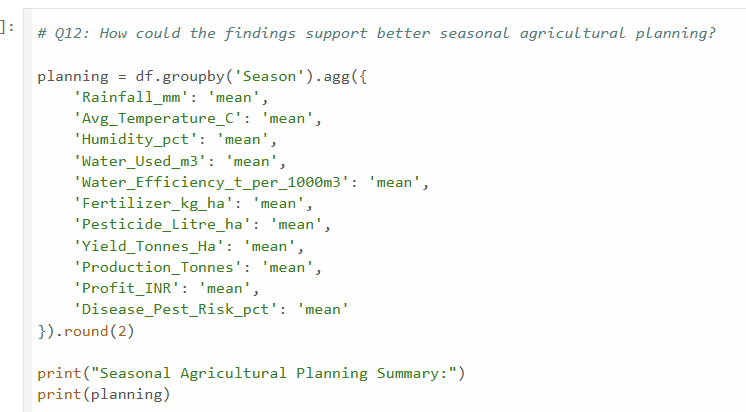 ]:
# Q12: How could the findings support better seasonal agricultural planning?
planning = df.groupby('Season').agg({
    'Rainfall_mm': 'mean',
    'Avg_Temperature_C': 'mean',
    'Humidity_pct': 'mean',
    'Water_Used_m3': 'mean',
    'Water_Efficiency_t_per_1000m3': 'mean',
    'Fertilizer_kg_ha': 'mean',
    'Pesticide_Litre_ha': 'mean',
    'Yield_Tonnes_Ha': 'mean',
    'Production_Tonnes': 'mean',
    'Profit_INR': 'mean',
    'Disease_Pest_Risk_pct': 'mean'
}).round(2)
print("Seasonal Agricultural Planning Summary:")
print(planning)